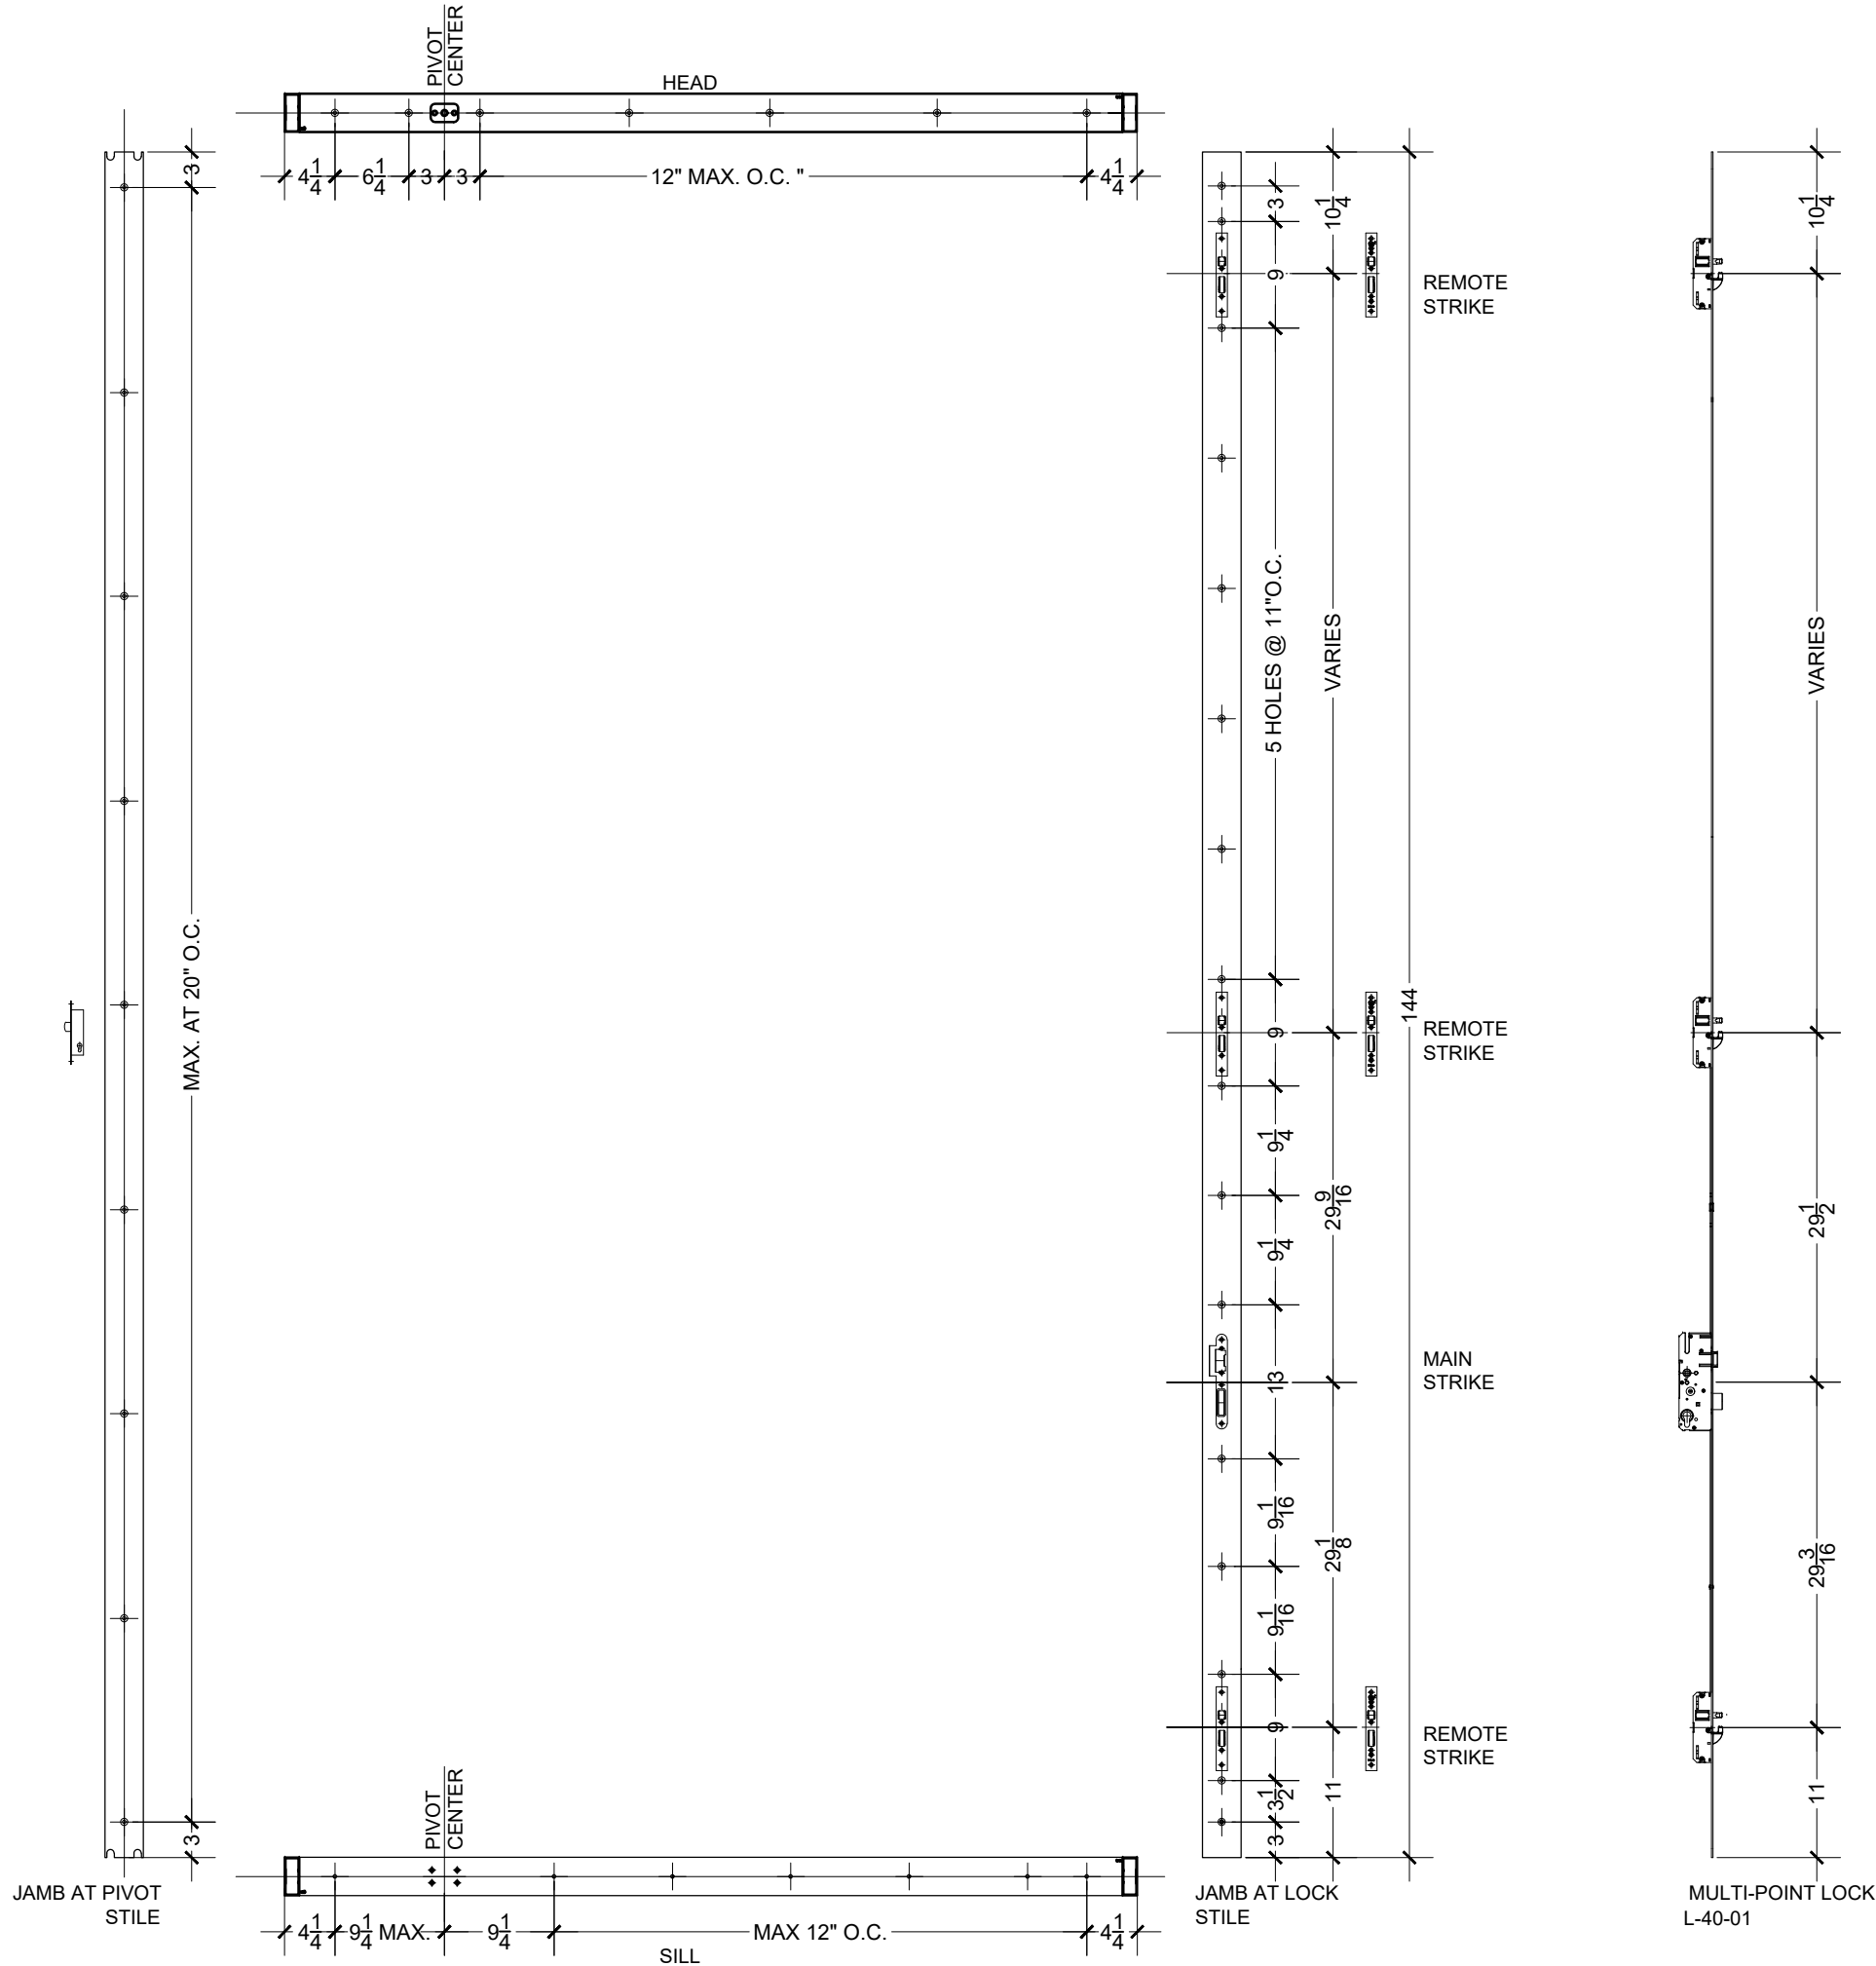 PIVOT
CENTER
HEAD
4 1/4
6 1/4
3
3
12" MAX. O.C. "
4 1/4
3
MAX. AT 20" O.C.
3
JAMB AT PIVOT
STILE
3
9
5 HOLES @ 11"O.C.
9
9 1/4
9 1/4
13
9 1/16
9 1/16
9
3 1/2
3
10 1/4
VARIES
29 9/16
29 1/8
11
144
REMOTE
STRIKE
REMOTE
STRIKE
MAIN
STRIKE
REMOTE
STRIKE
JAMB AT LOCK
STILE
10 1/4
VARIES
29 1/2
29 3/16
11
MULTI-POINT LOCK
L-40-01
PIVOT
CENTER
4 1/4
9 1/4 MAX.
9 1/4
MAX 12" O.C.
4 1/4
SILL